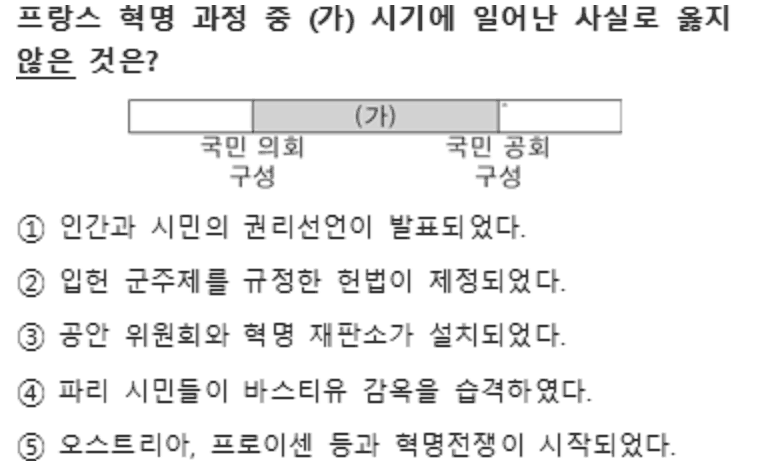 프랑스 혁명 과정 중 (가) 시기에 일어난 사실로 옳지
않은 것은?
(가)
국민 의회 국민 공회
구성 구성
① 인간과 시민의 권리선언이 발표되었다.
② 입헌 군주제를 규정한 헌법이 제정되었다.
③ 공안 위원회와 혁명 재판소가 설치되었다.
④ 파리 시민들이 바스티유 감옥을 습격하였다.
⑤ 오스트리아, 프로이센 등과 혁명전쟁이 시작되었다.